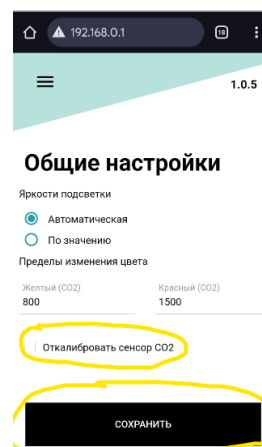 192.168.0.1
18
1.0.5
Общие настройки
Яркости подсветки
Автоматическая
По значению
Пределы изменения цвета
Желтый (CO2) Красный (CO2)
800 1500
Откалибровать сенсор CO2
СОХРАНИТЬ